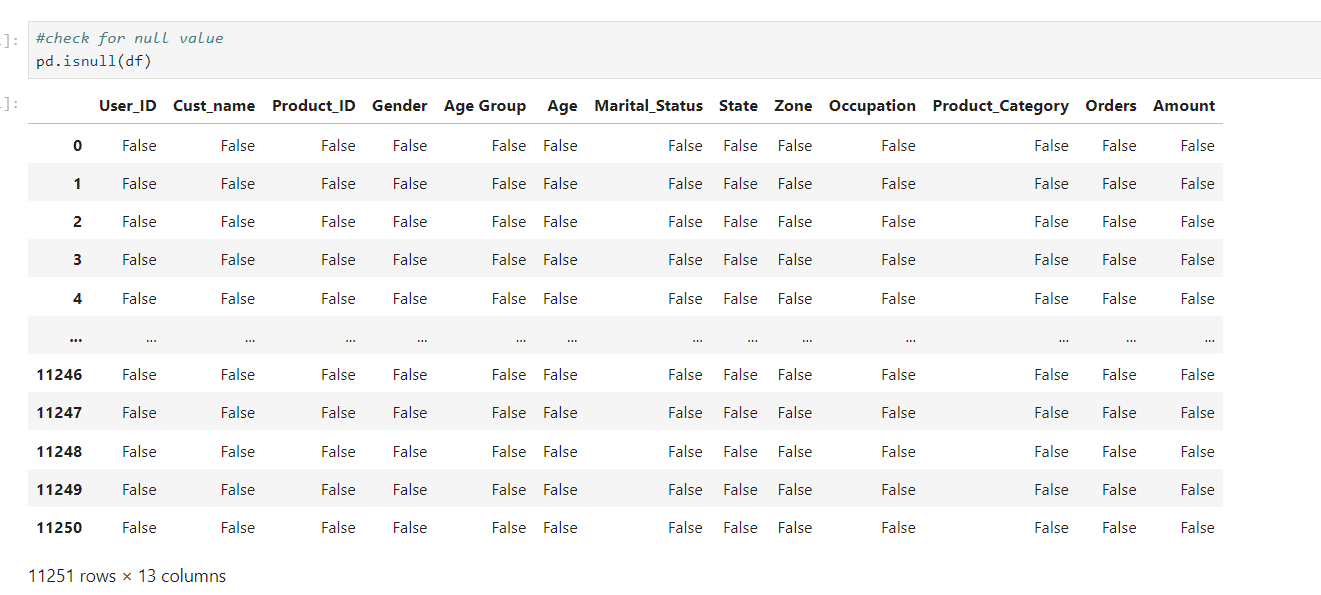 ]:
#check for null value
pd.isnull(df)
]:
User_ID Cust_name Product_ID Gender Age Group Age Marital_Status State Zone Occupation Product_Category Orders Amount
0 False False False False False False False False False False False False False
1 False False False False False False False False False False False False False
2 False False False False False False False False False False False False False
3 False False False False False False False False False False False False False
4 False False False False False False False False False False False False False
... ... ... ... ... ... ... ... ... ... ... ... ... ...
11246 False False False False False False False False False False False False False
11247 False False False False False False False False False False False False False
11248 False False False False False False False False False False False False False
11249 False False False False False False False False False False False False False
11250 False False False False False False False False False False False False False
11251 rows × 13 columns